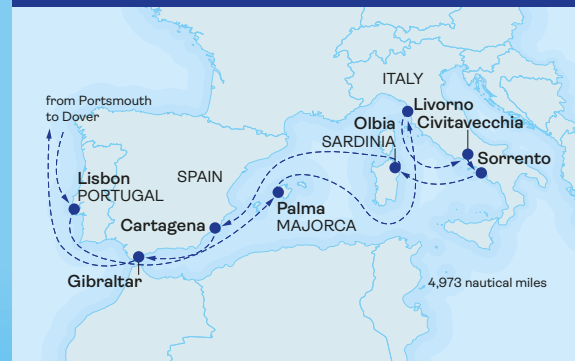 ITALY
from Portsmouth
to Dover
Livorno
Olbia
Civitavecchia
SARDINIA
Sorrento
Lisbon
PORTUGAL
SPAIN
Palma
MAJORCA
Cartagena
Gibraltar
4,973 nautical miles